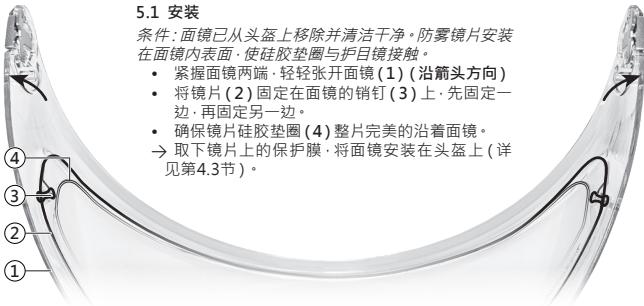 5.1 安装
条件：面镜已从头盔上移除并清洁干净。防雾镜片安装
在面镜内表面，使硅胶垫圈与护目镜接触。
• 紧握面镜两端，轻轻张开面镜 (1) (沿箭头方向)
• 将镜片 (2) 固定在面镜的销钉 (3) 上，先固定一
边，再固定另一边。
• 确保镜片硅胶垫圈 (4) 整片完美的沿着面镜。
→ 取下镜片上的保护膜，将面镜安装在头盔上 (详
见第4.3节)。
4
3
2
1